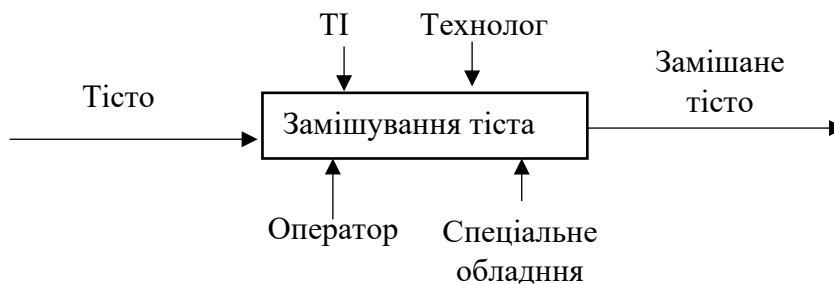 ТІ
Технолог
Замішане
тісто
Тісто
Замішування тіста
Оператор
Спеціальне
обладння